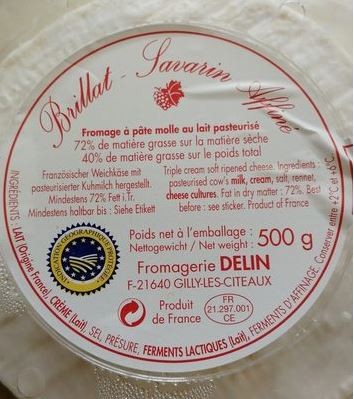 Brillat - Savarin Affiné
Fromage à pâte molle au lait pasteurisé
72% de matière grasse sur la matière sèche
40% de matière grasse sur le poids total
Französischer Weichkäse mit
pasteurisierter Kuhmilch hergestellt.
Mindestens 72% Fett i.Tr.
Mindestens haltbar bis : Siehe Etikett
Triple cream soft ripened cheese. Ingredients :
pasteurised cow's milk, cream, salt, rennet,
cheese cultures. Fat in dry matter : 72%. Best
before : see sticker. Product of France
Poids net à l'emballage :
Nettogewicht / Net weight : 500 g
Fromagerie DELIN
F-21640 GILLY-LES-CITEAUX
Produit
de France
FR
21.297.001
CE
INGRÉDIENTS : LAIT (Origine France), CRÈME (Lait), SEL, PRÉSURE, FERMENTS LACTIQUES (Lait), FERMENTS D'AFFINAGE. Conserver entre +2°C et +6°C.
INDICATION GÉOGRAPHIQUE PROTÉGÉE